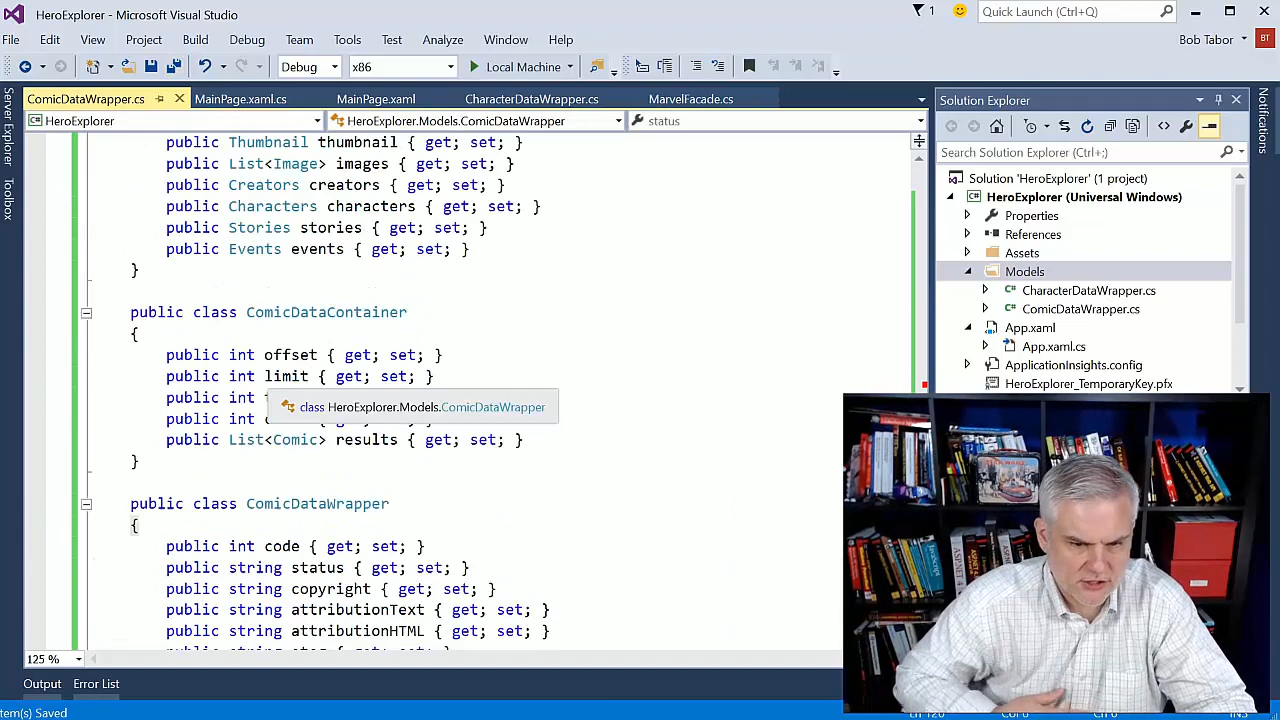 HeroExplorer - Microsoft Visual Studio
1
Quick Launch (Ctrl+Q)
File Edit View Project Build Debug Team Tools Test Analyze Window Help
Bob Tabor
BT
Debug x86 Local Machine
Server Explorer
Toolbox
Notifications
ComicDataWrapper.cs MainPage.xaml.cs MainPage.xaml CharacterDataWrapper.cs MarvelFacade.cs
HeroExplorer HeroExplorer.Models.ComicDataWrapper status
public Thumbnail thumbnail { get; set; }
public List<Image> images { get; set; }
public Creators creators { get; set; }
public Characters characters { get; set; }
public Stories stories { get; set; }
public Events events { get; set; }
}
public class ComicDataContainer
{
public int offset { get; set; }
public int limit { get; set; }
public int
class HeroExplorer.Models.ComicDataWrapper
public int
public List<Comic> results { get; set; }
}
public class ComicDataWrapper
{
public int code { get; set; }
public string status { get; set; }
public string copyright { get; set; }
public string attributionText { get; set; }
public string attributionHTML { get; set; }
125 %
Output Error List
tem(s) Saved
Solution Explorer
Search Solution Explorer (Ctrl+;)
Solution 'HeroExplorer' (1 project)
HeroExplorer (Universal Windows)
Properties
References
Assets
Models
CharacterDataWrapper.cs
ComicDataWrapper.cs
App.xaml
App.xaml.cs
ApplicationInsights.config
HeroExplorer_TemporaryKey.pfx